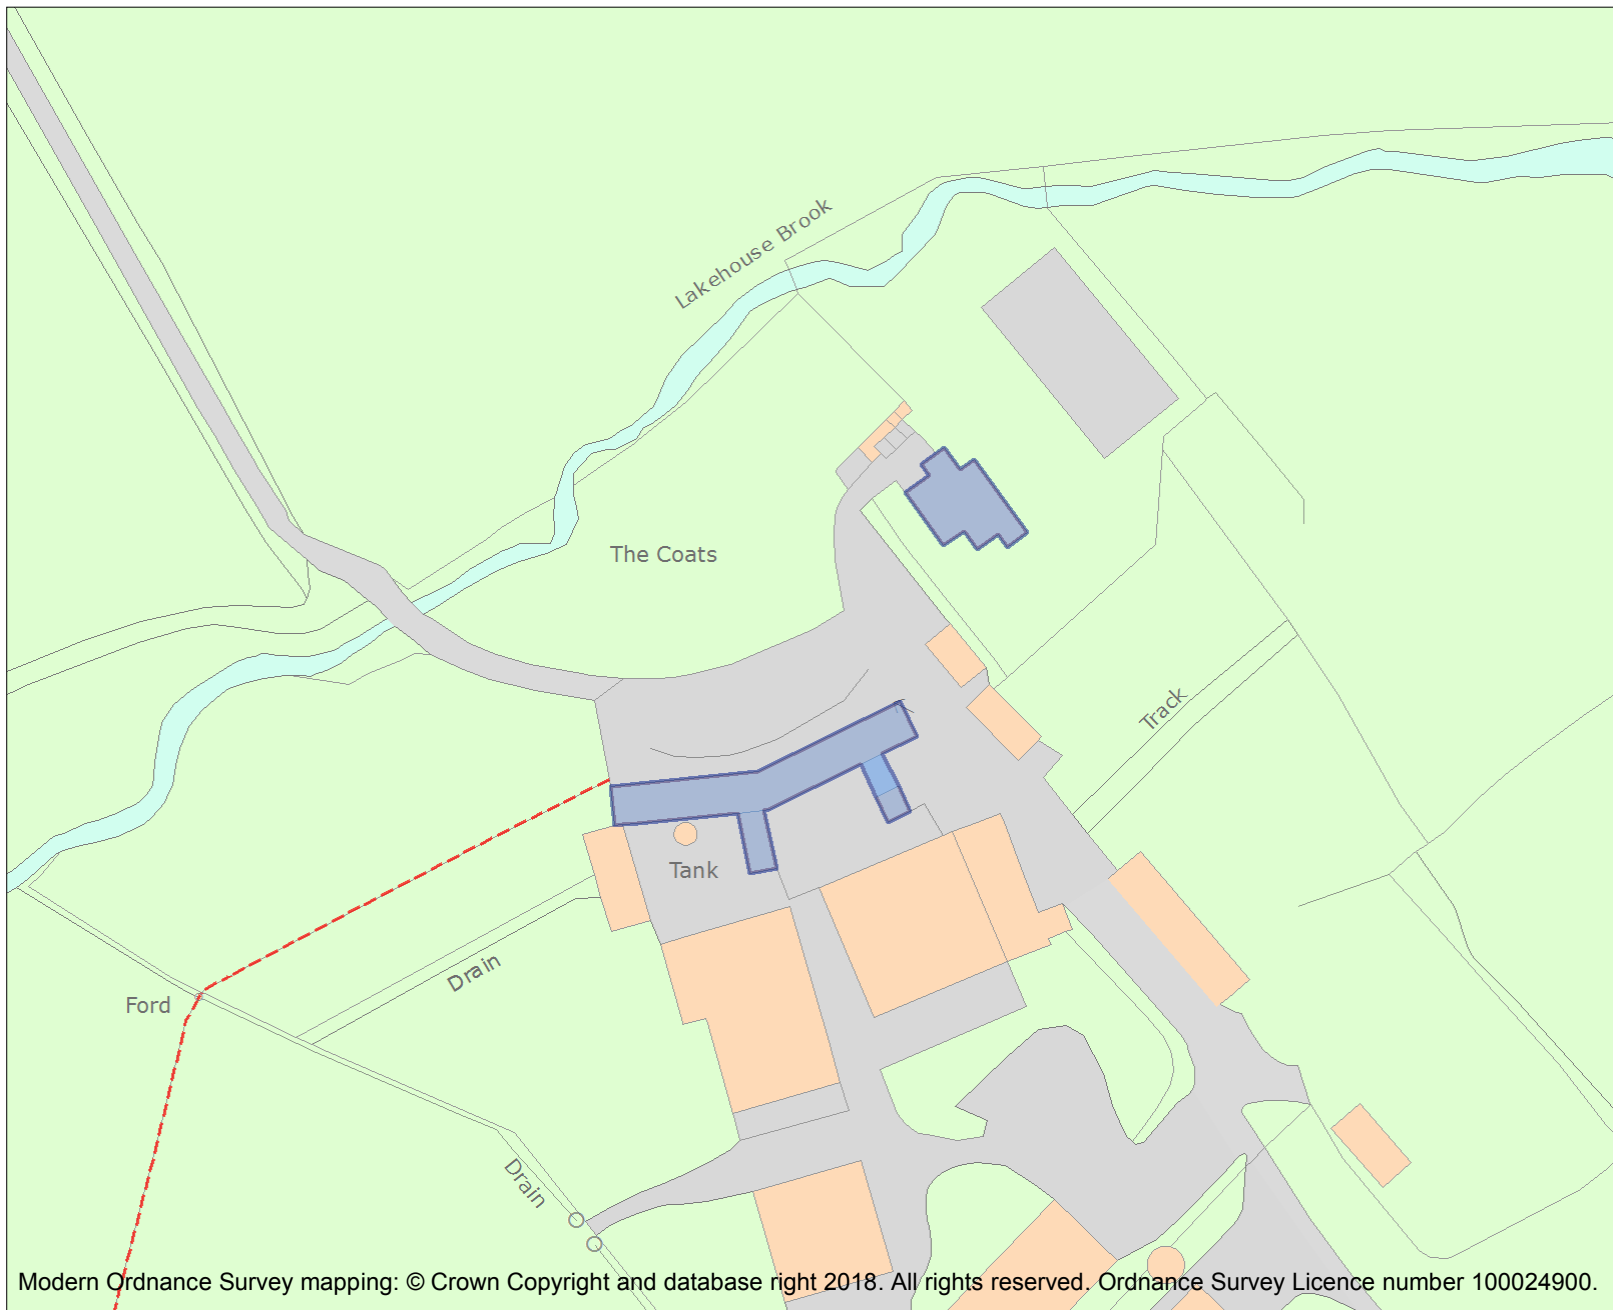 Lakehouse Brook
The Coats
Track
Tank
Drain
Ford
Drain
Modern Ordnance Survey mapping: © Crown Copyright and database right 2018. All rights reserved. Ordnance Survey Licence number 100024900.